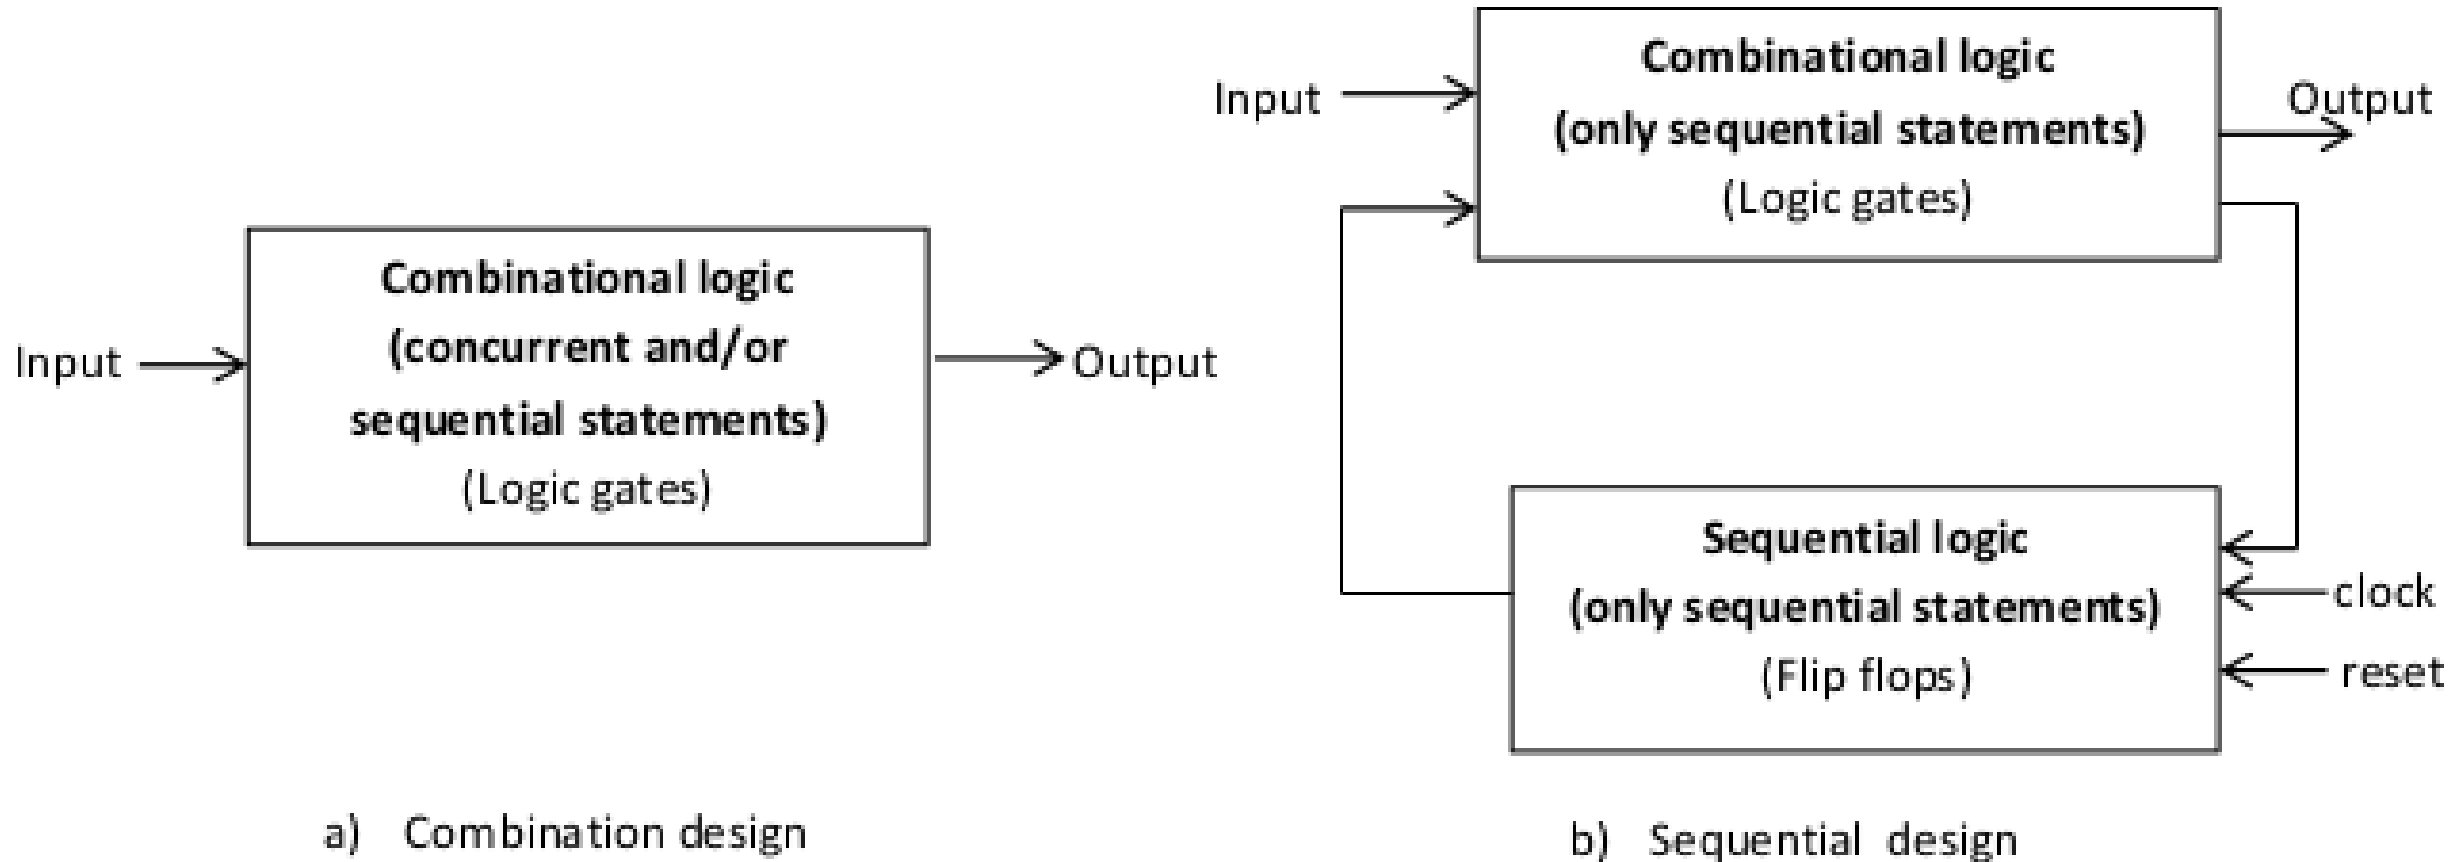 Input
Combinational logic
(concurrent and/or
sequential statements)
(Logic gates)
Output
a) Combination design
Input
Combinational logic
(only sequential statements)
(Logic gates)
Output
Sequential logic
(only sequential statements)
(Flip flops)
clock
reset
b) Sequential design